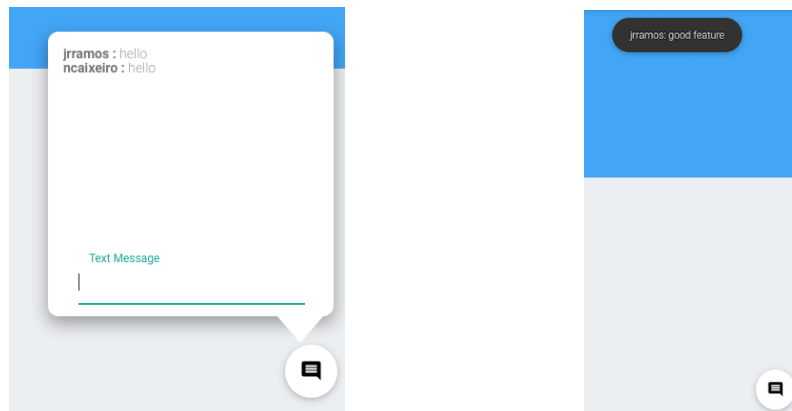 jrramos : hello
ncaixeiro : hello
Text Message
jrramos: good feature